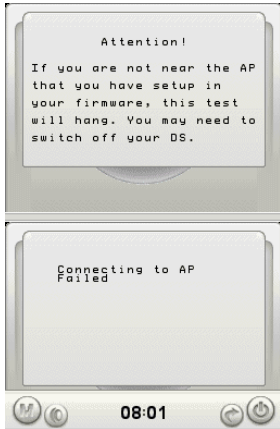 Attention!
If you are not near the AP
that you have setup in
your firmware, this test
will hang. You may need to
switch off your DS.
Connecting to AP
Failed
M
08:01